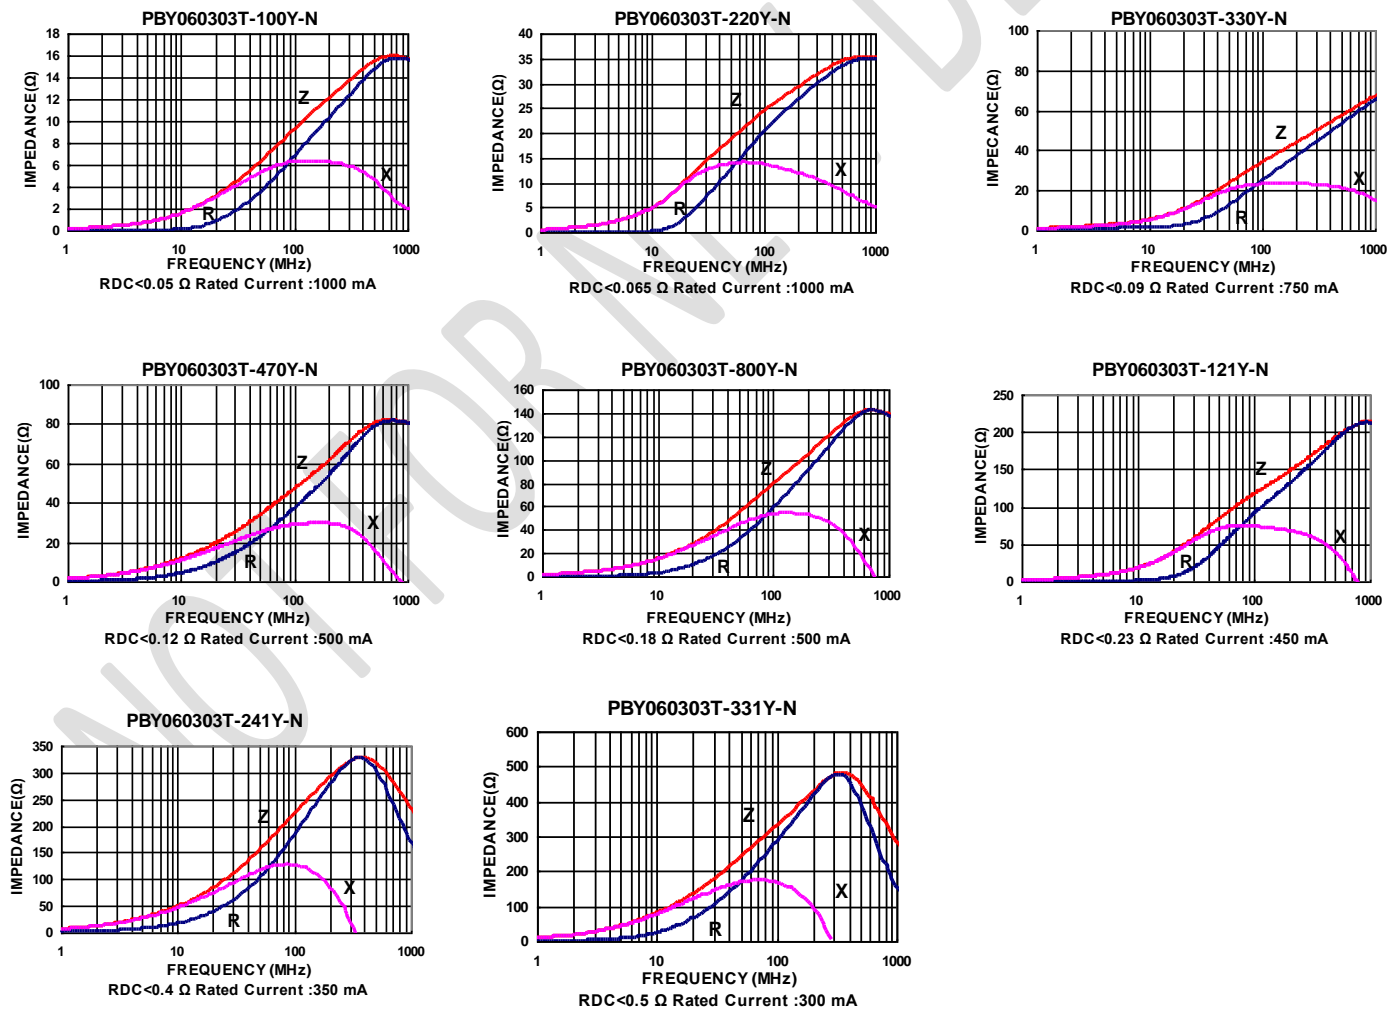 PBY060303T-100Y-N
IMPEDANCE(Ω)
18
16
14
12
10
8
6
4
2
0
Z
X
R
1 10 100 1000
FREQUENCY (MHz)
RDC<0.05 Ω Rated Current :1000 mA
PBY060303T-220Y-N
IMPEDANCE(Ω)
40
35
30
25
20
15
10
5
0
Z
X
R
1 10 100 1000
FREQUENCY (MHz)
RDC<0.065 Ω Rated Current :1000 mA
PBY060303T-330Y-N
IMPECANCE(Ω)
100
80
60
40
20
0
Z
X
R
1 10 100 1000
FREQUENCY (MHz)
RDC<0.09 Ω Rated Current :750 mA
PBY060303T-470Y-N
IMPEDANCE(Ω)
100
80
60
40
20
0
Z
X
R
1 10 100 1000
FREQUENCY (MHz)
RDC<0.12 Ω Rated Current :500 mA
PBY060303T-800Y-N
IMPEDANCE(Ω)
160
140
120
100
80
60
40
20
0
Z
X
R
1 10 100 1000
FREQUENCY (MHz)
RDC<0.18 Ω Rated Current :500 mA
PBY060303T-121Y-N
IMPEDANCE(Ω)
250
200
150
100
50
0
Z
X
R
1 10 100 1000
FREQUENCY (MHz)
RDC<0.23 Ω Rated Current :450 mA
PBY060303T-241Y-N
IMPEDANCE(Ω)
350
300
250
200
150
100
50
0
Z
X
R
1 10 100 1000
FREQUENCY (MHz)
RDC<0.4 Ω Rated Current :350 mA
PBY060303T-331Y-N
IMPEDANCE(Ω)
600
500
400
300
200
100
0
Z
X
R
1 10 100 1000
FREQUENCY (MHz)
RDC<0.5 Ω Rated Current :300 mA
NOT FOR